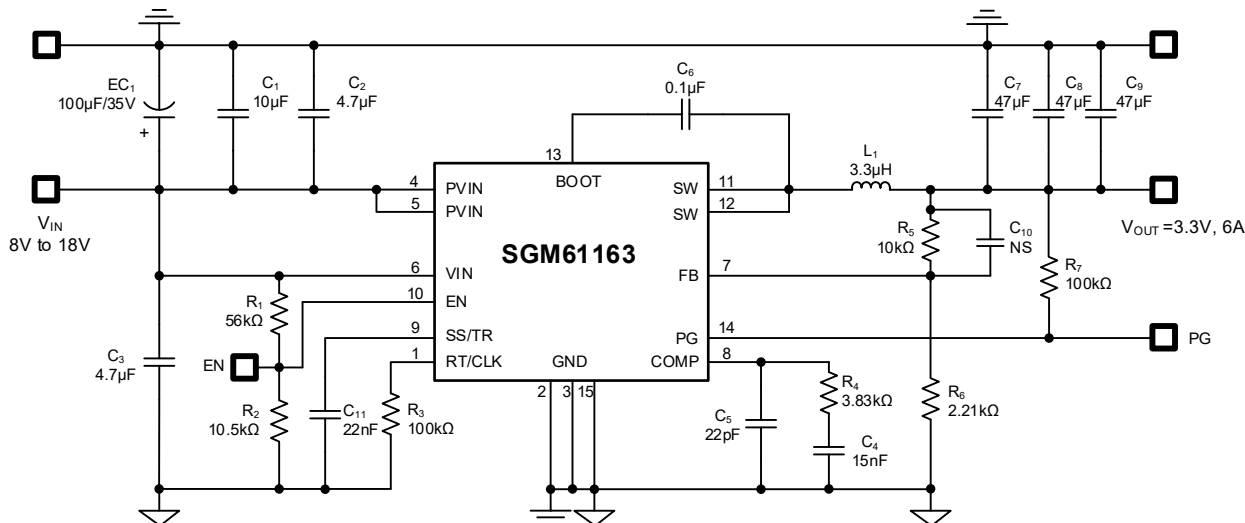 EC₁
100μF/35V
+
C₁
10μF
C₂
4.7μF
C₆
0.1μF
C₇
47μF
C₈
47μF
C₉
47μF
13
BOOT
L₁
3.3μH
4
PVIN
5
PVIN
SW
11
SW
12
V_IN
8V to 18V
SGM61163
R₅
10kΩ
C₁₀
NS
V_OUT =3.3V, 6A
6
VIN
10
EN
FB
7
R₇
100kΩ
R₁
56kΩ
9
SS/TR
PG
14
PG
C₃
4.7μF
EN
1
RT/CLK
GND
COMP
8
2
3
15
R₂
10.5kΩ
C₁₁
22nF
R₃
100kΩ
C₅
22pF
R₄
3.83kΩ
C₄
15nF
R₆
2.21kΩ